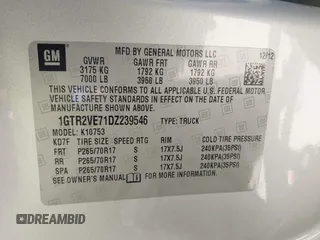 GM
MFD BY GENERAL MOTORS LLC
12/12
GVWR GAWR FRT GAWR RR
3175 KG 1792 KG 1792 KG
7000 LB 3950 LB 3950 LB
THIS VEHICLE CONFORMS TO ALL APPLICABLE U.S. FEDERAL
MOTOR VEHICLE SAFETY AND THEFT PREVENTION STANDARDS
IN EFFECT ON THE DATE OF MANUFACTURE SHOWN ABOVE.
1GTR2VE71DZ239546 TYPE: TRUCK
MODEL: K10753
KD7F TIRE SIZE SPEED RTG RIM COLD TIRE PRESSURE
FRT P265/70R17 S 17X7.5J 240KPA(35PSI)
RR P265/70R17 S 17X7.5J 240KPA(35PSI)
SPA P265/70R17 S 17X7.5J 240KPA(35PSI)
SEE OWNER'S MANUAL FOR ADDITIONAL INFORMATION.
DREAMBID